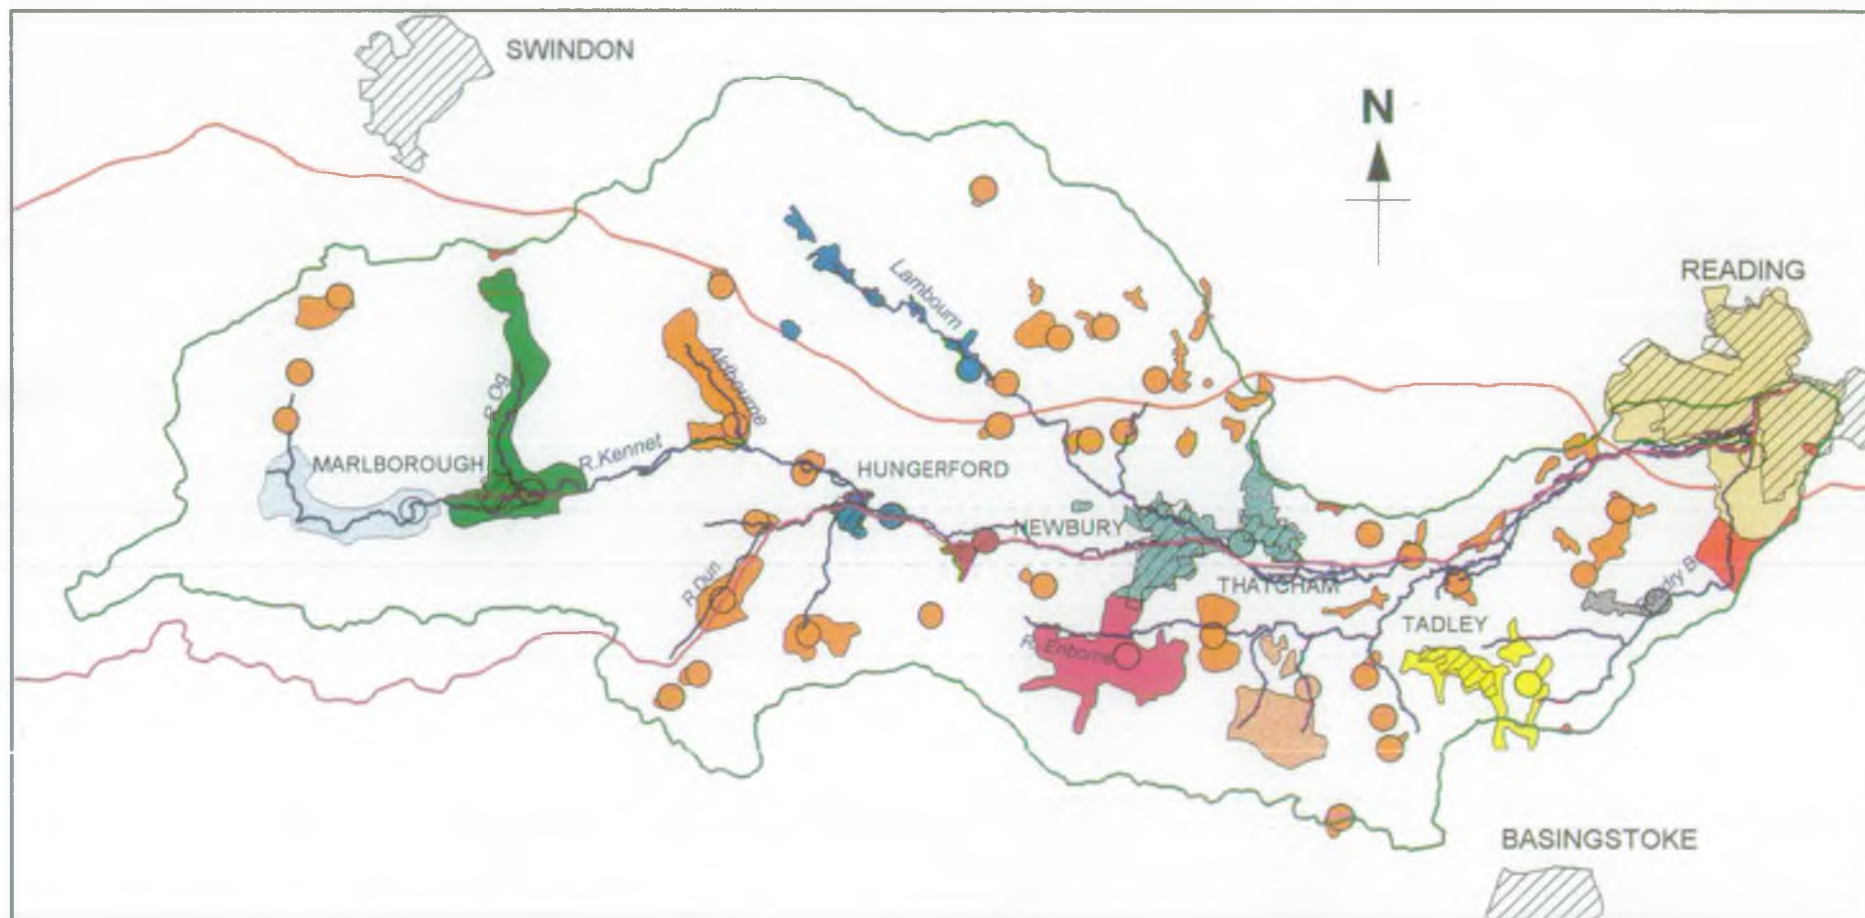 SWINDON
N
READING
Lambourn
Aldbourne
R. Og
MARLBOROUGH
R.Kennet
HUNGERFORD
NEWBURY
R.Dun
THATCHAM
TADLEY
R. Enborne
BASINGSTOKE